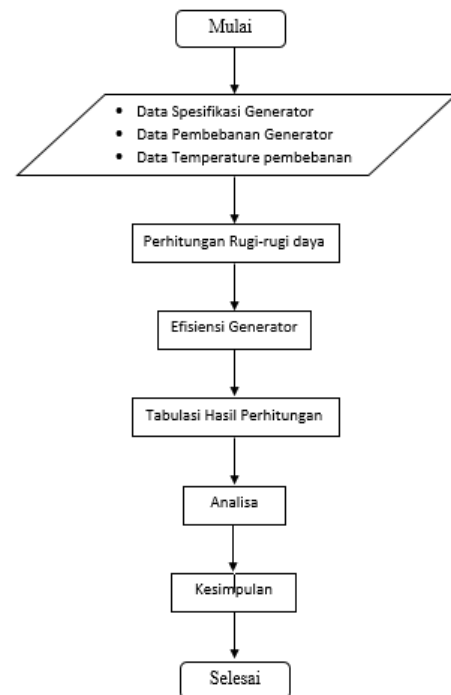 Mulai
• Data Spesifikasi Generator
• Data Pembebanan Generator
• Data Temperature pembebanan
Perhitungan Rugi-rugi daya
Efisiensi Generator
Tabulasi Hasil Perhitungan
Analisa
Kesimpulan
Selesai